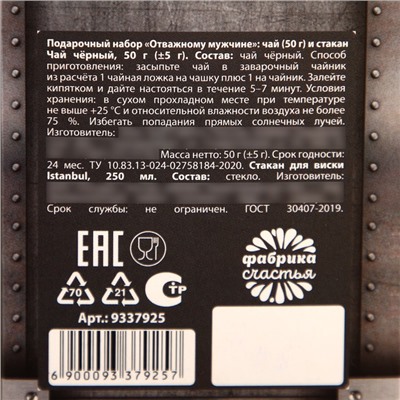 Подарочный набор «Отважному мужчине»: чай (50 г) и стакан
Чай чёрный, 50 г (±5 г). Состав: чай чёрный. Способ
приготовления: засыпьте чай в заварочный чайник
из расчёта 1 чайная ложка на чашку плюс 1 на чайник. Залейте
кипятком и дайте настояться в течение 5–7 минут. Условия
хранения: в сухом прохладном месте при температуре
не выше +25 °C и относительной влажности воздуха не более
75 %. Избегать попадания прямых солнечных лучей.
Изготовитель:
Масса нетто: 50 г (±5 г). Срок годности:
24 мес. ТУ 10.83.13-024-02758184-2020. Стакан для виски
Istanbul, 250 мл. Состав: стекло. Изготовитель:
Срок службы: не ограничен. ГОСТ 30407-2019.
EAC
фабрика
счастья
70 21 СТР
Арт.: 9337925
6 900093 379257